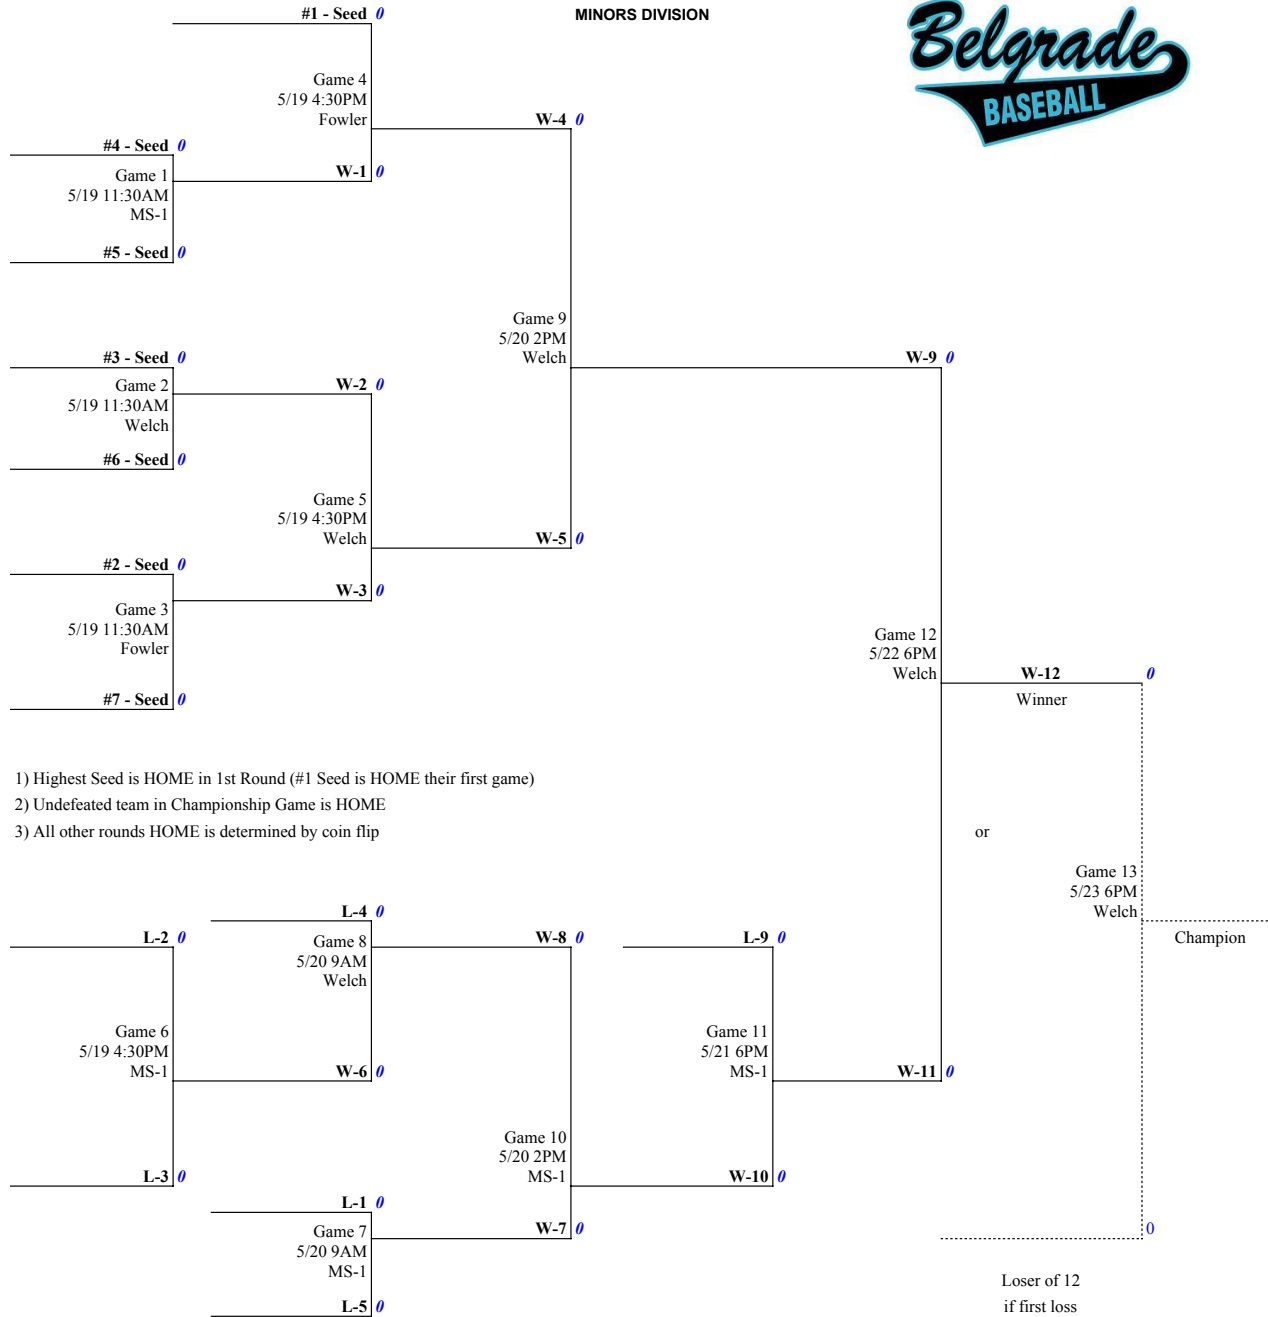 #1 - Seed 0
MINORS DIVISION
Belgrade
BASEBALL
Game 4
5/19 4:30PM
Fowler
W-4 0
#4 - Seed 0
Game 1
5/19 11:30AM
MS-1
W-1 0
#5 - Seed 0
Game 9
5/20 2PM
Welch
W-9 0
#3 - Seed 0
Game 2
5/19 11:30AM
Welch
W-2 0
#6 - Seed 0
Game 5
5/19 4:30PM
Welch
W-5 0
#2 - Seed 0
W-3 0
Game 3
5/19 11:30AM
Fowler
#7 - Seed 0
Game 12
5/22 6PM
Welch
W-12 0
Winner
1) Highest Seed is HOME in 1st Round (#1 Seed is HOME their first game)
2) Undefeated team in Championship Game is HOME
3) All other rounds HOME is determined by coin flip
or
Game 13
5/23 6PM
Welch
Champion
L-4 0
L-2 0
Game 8
5/20 9AM
Welch
W-8 0
L-9 0
Game 6
5/19 4:30PM
MS-1
W-6 0
Game 11
5/21 6PM
MS-1
W-11 0
L-3 0
Game 10
5/20 2PM
MS-1
W-10 0
L-1 0
Game 7
5/20 9AM
MS-1
W-7 0
0
L-5 0
Loser of 12
if first loss